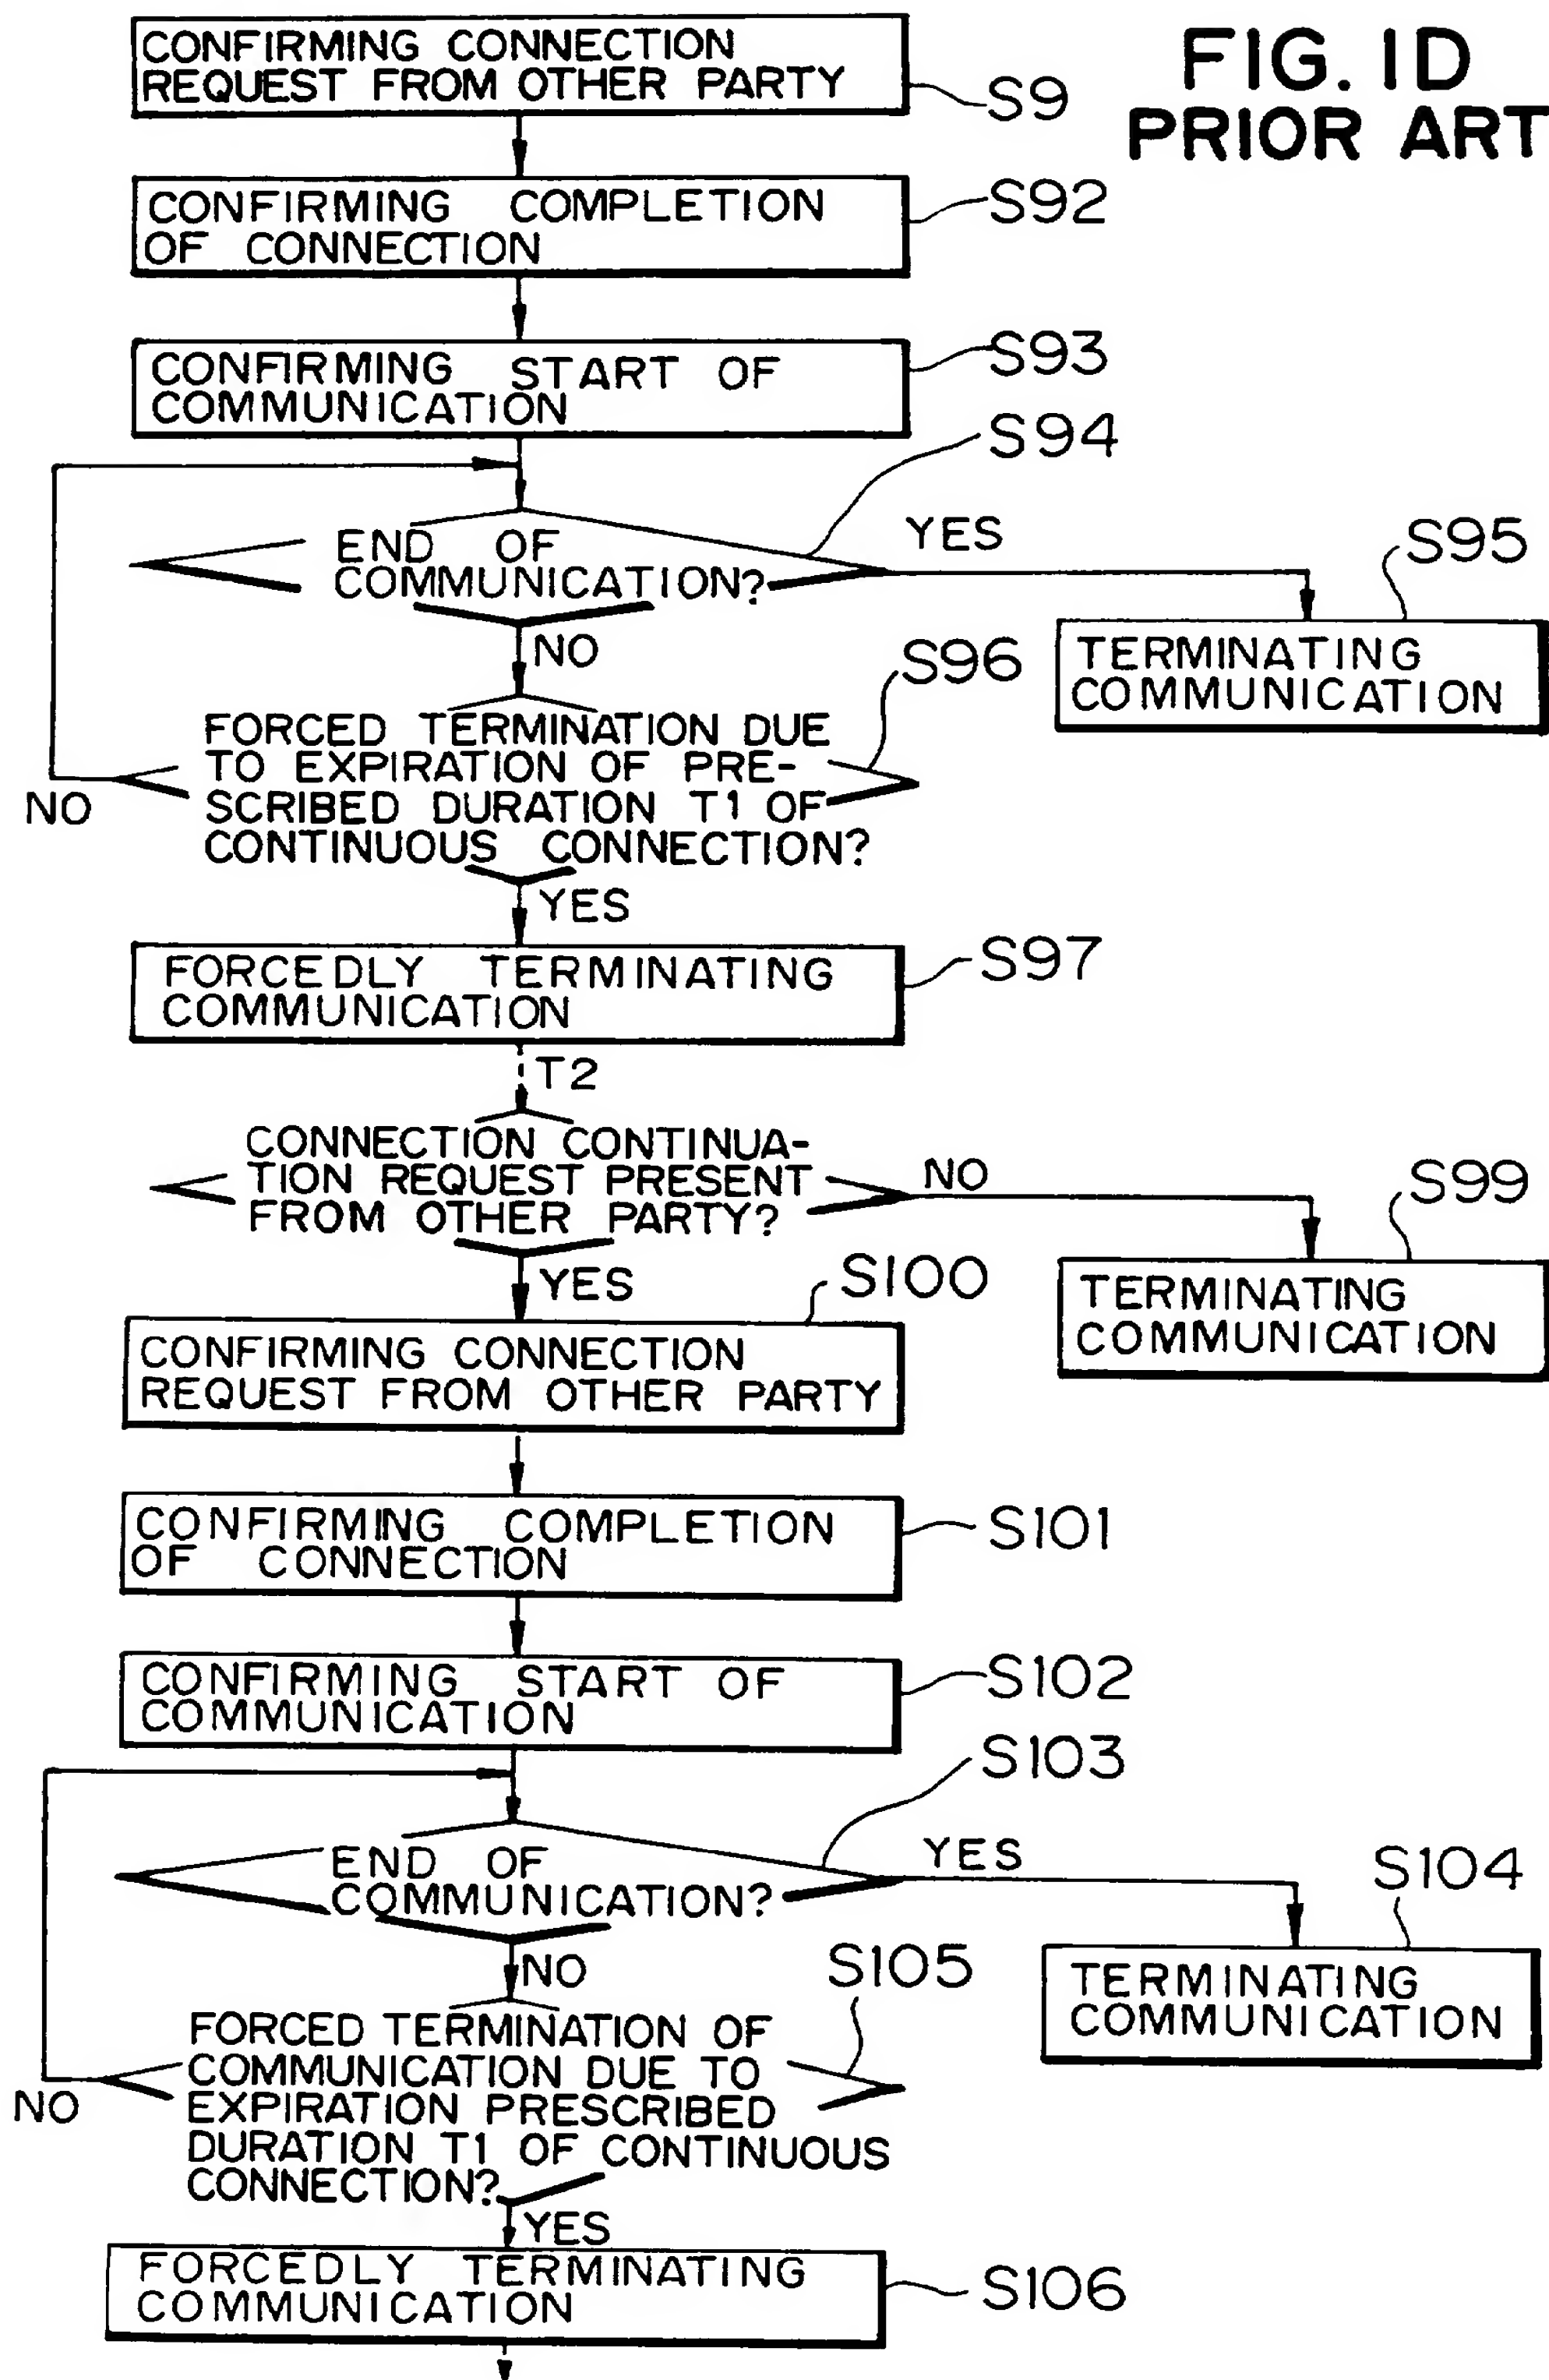 FIG. 1D
PRIOR ART
CONFIRMING CONNECTION
REQUEST FROM OTHER PARTY
S9
CONFIRMING COMPLETION
OF CONNECTION
S92
CONFIRMING START OF
COMMUNICATION
S93
S94
END OF
COMMUNICATION?
YES
S95
TERMINATING
COMMUNICATION
NO
S96
FORCED TERMINATION DUE
TO EXPIRATION OF PRE-
SCRIBED DURATION T1 OF
CONTINUOUS CONNECTION?
NO
YES
FORCEDLY TERMINATING
COMMUNICATION
S97
T2
CONNECTION CONTINUA-
TION REQUEST PRESENT
FROM OTHER PARTY?
NO
S99
TERMINATING
COMMUNICATION
YES
S100
CONFIRMING CONNECTION
REQUEST FROM OTHER PARTY
CONFIRMING COMPLETION
OF CONNECTION
S101
CONFIRMING START OF
COMMUNICATION
S102
S103
END OF
COMMUNICATION?
YES
S104
TERMINATING
COMMUNICATION
NO
S105
FORCED TERMINATION OF
COMMUNICATION DUE TO
EXPIRATION PRESCRIBED
DURATION T1 OF CONTINUOUS
CONNECTION?
NO
YES
FORCEDLY TERMINATING
COMMUNICATION
S106